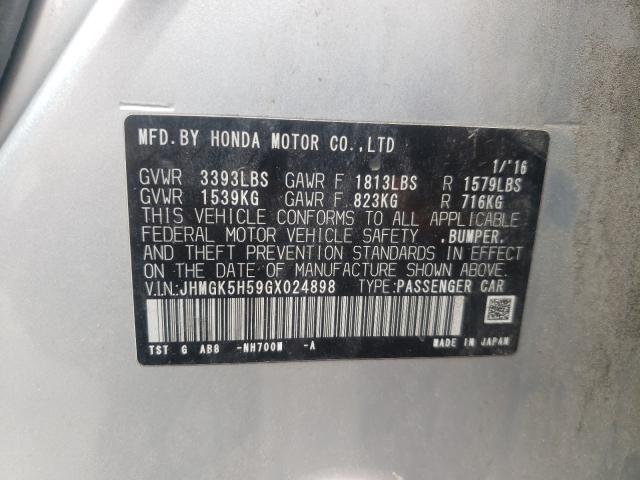 MFD.BY HONDA MOTOR CO.,LTD
1/'16
GVWR 3393LBS GAWR F 1813LBS R 1579LBS
GVWR 1539KG GAWR F 823KG R 716KG
THIS VEHICLE CONFORMS TO ALL APPLICABLE
FEDERAL MOTOR VEHICLE SAFETY ,BUMPER,
AND THEFT PREVENTION STANDARDS IN EFFECT
ON THE DATE OF MANUFACTURE SHOWN ABOVE.
V.I.N.:JHMGK5H59GX024898 TYPE:PASSENGER CAR
TST G AB8 -NH700M -A MADE IN JAPAN